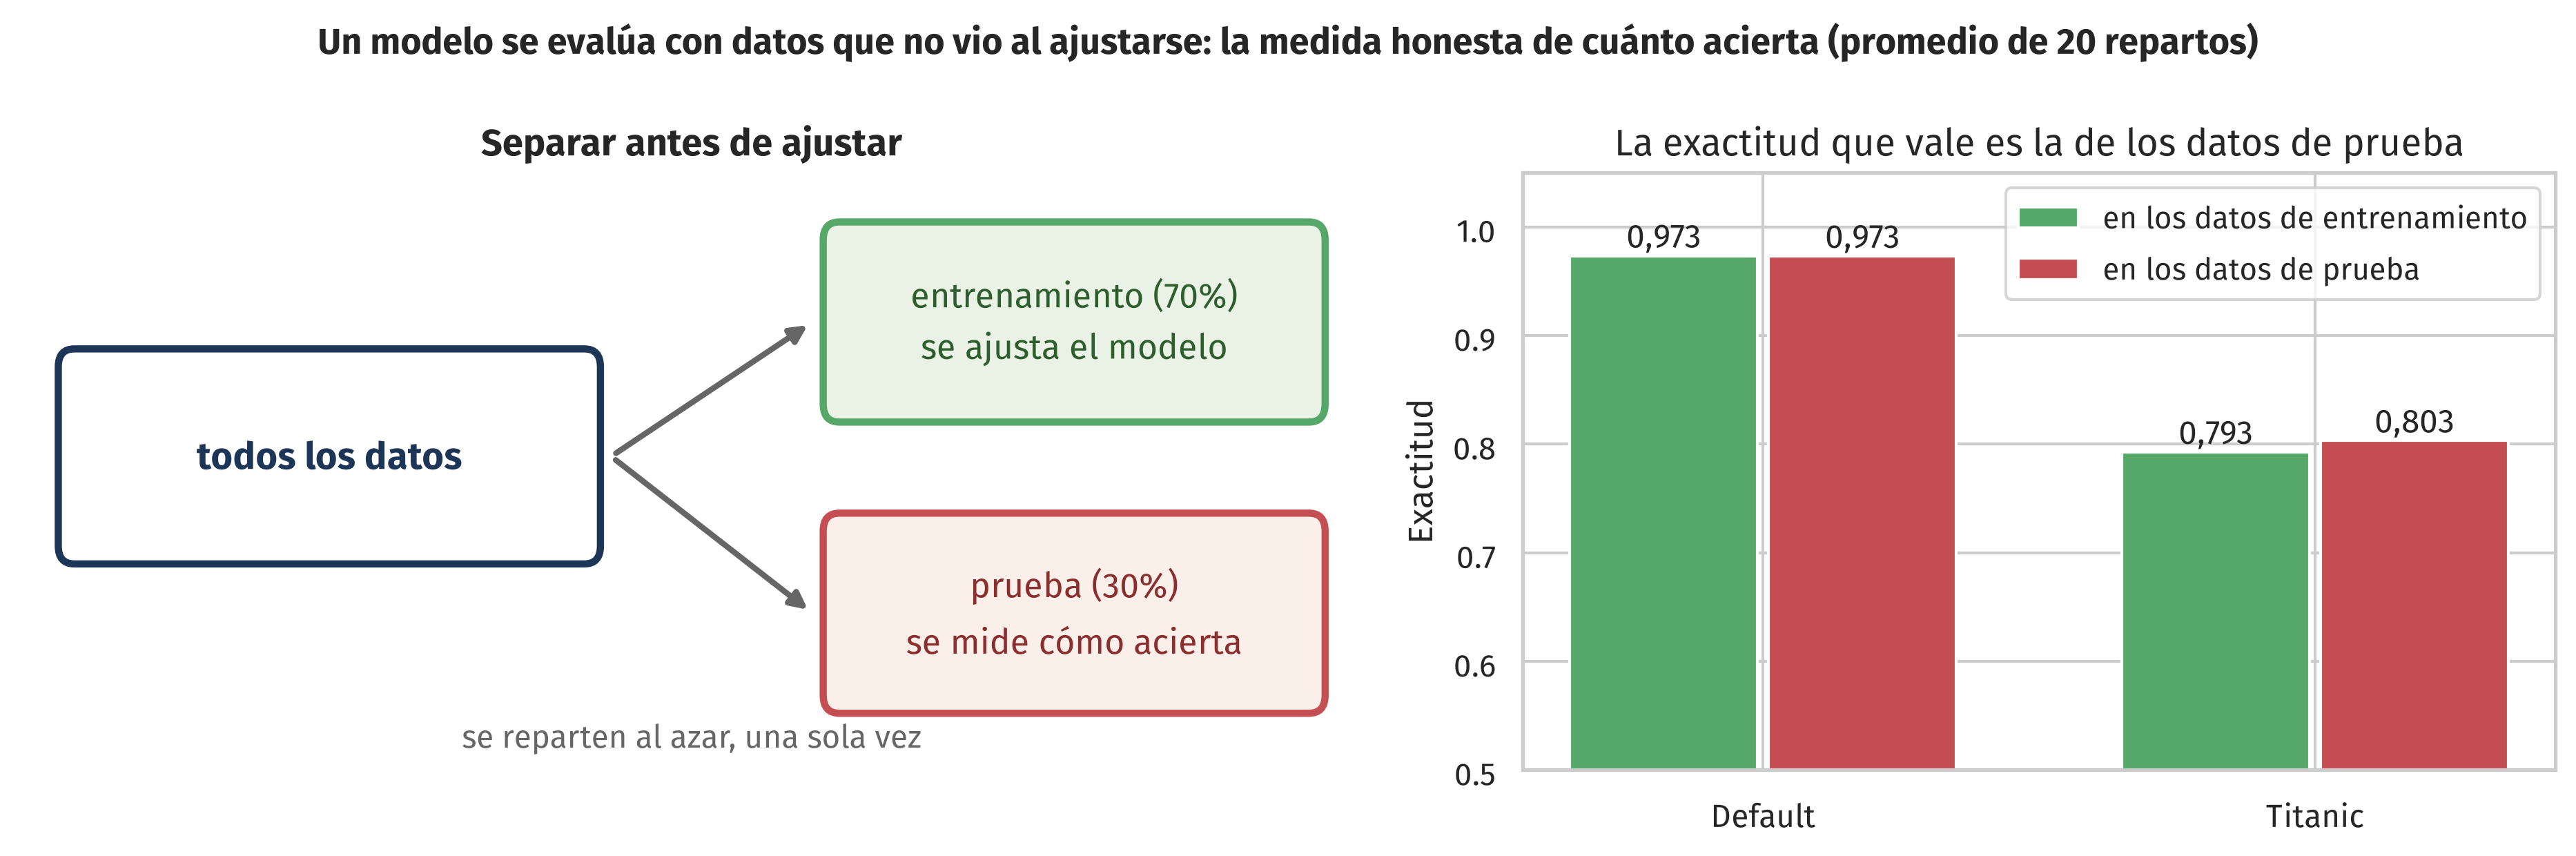 Un modelo se evalúa con datos que no vio al ajustarse: la medida honesta de cuánto acierta (promedio de 20 repartos)
Separar antes de ajustar
todos los datos
entrenamiento (70%)
se ajusta el modelo
prueba (30%)
se mide cómo acierta
se reparten al azar, una sola vez
La exactitud que vale es la de los datos de prueba
en los datos de entrenamiento
en los datos de prueba
Exactitud
1.0
0.9
0.8
0.7
0.6
0.5
0,973
0,973
0,793
0,803
Default
Titanic